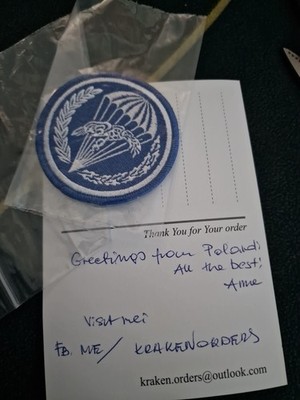 Thank You for Your order
Greetings from Poland!
All the best!
Anne
Visit me:
FB. ME/ KRAKENORDERS
kraken.orders@outlook.com